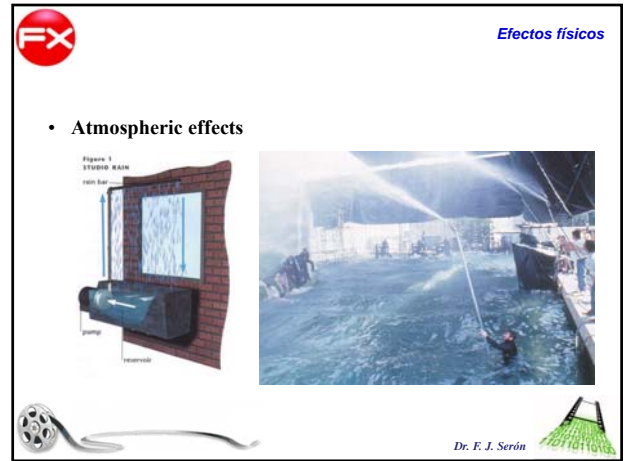 FX
Efectos físicos
• Atmospheric effects
Figure 1
STUDIO RAIN
rain bar
pump
reservoir
Dr. F. J. Serón